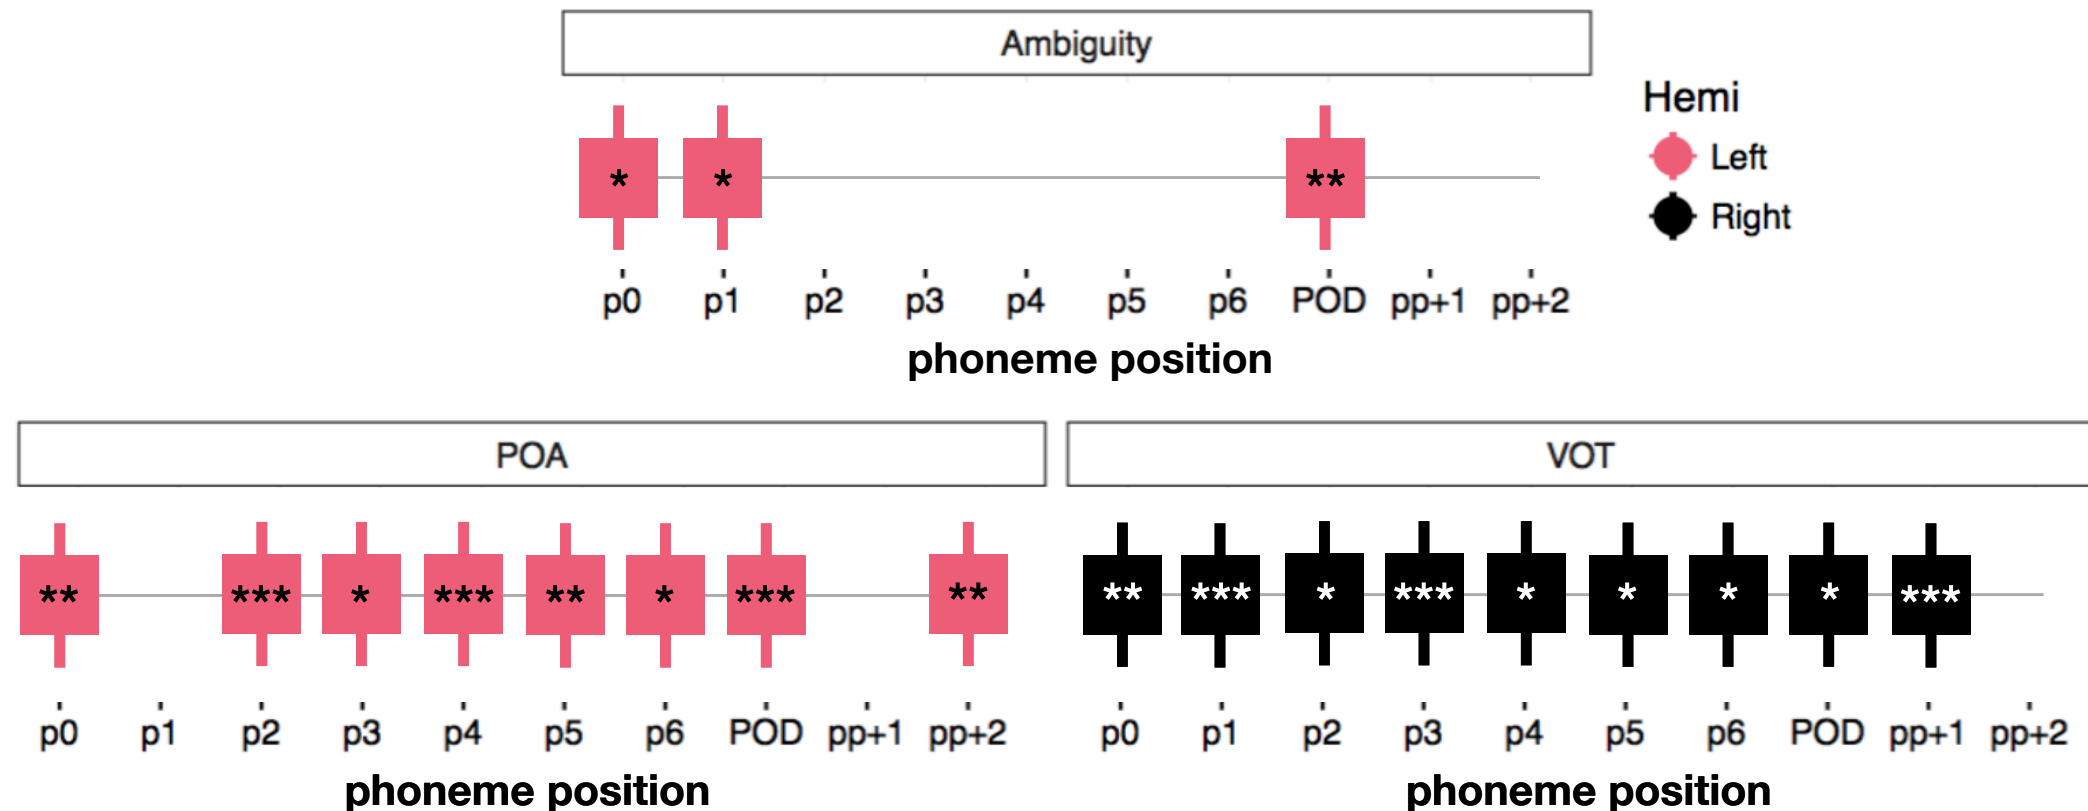 Ambiguity
Hemi
Left
Right
* * **
p0 p1 p2 p3 p4 p5 p6 POD pp+1 pp+2
phoneme position
POA
** *** * *** ** * *** **
p0 p1 p2 p3 p4 p5 p6 POD pp+1 pp+2
phoneme position
VOT
** *** * *** * * * * ***
p0 p1 p2 p3 p4 p5 p6 POD pp+1 pp+2
phoneme position